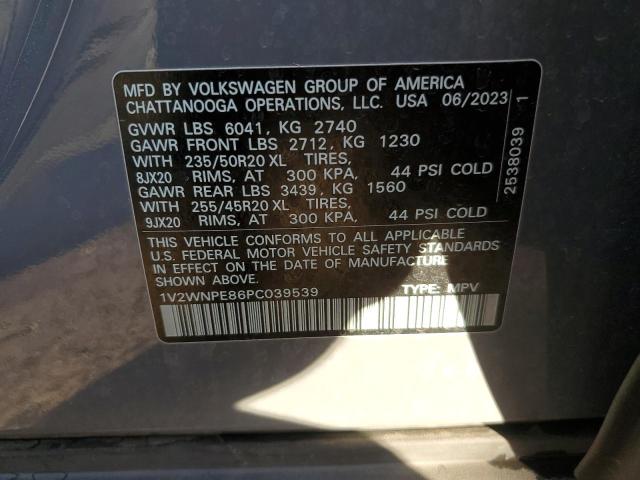 MFD BY VOLKSWAGEN GROUP OF AMERICA
CHATTANOOGA OPERATIONS, LLC. USA 06/2023
GVWR LBS 6041, KG 2740
GAWR FRONT LBS 2712, KG 1230
WITH 235/50R20 XL TIRES,
8JX20 RIMS, AT 300 KPA, 44 PSI COLD
GAWR REAR LBS 3439, KG 1560
WITH 255/45R20 XL TIRES,
9JX20 RIMS, AT 300 KPA, 44 PSI COLD
THIS VEHICLE CONFORMS TO ALL APPLICABLE
U.S. FEDERAL MOTOR VEHICLE SAFETY STANDARDS
IN EFFECT ON THE DATE OF MANUFACTURE
SHOWN ABOVE.
1V2WNPE86PC039539 TYPE: MPV
2538039 1